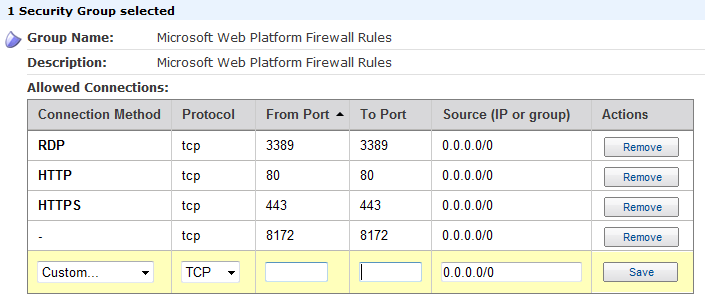 1 Security Group selected
Group Name: Microsoft Web Platform Firewall Rules
Description: Microsoft Web Platform Firewall Rules
Allowed Connections:
Connection Method Protocol From Port To Port Source (IP or group) Actions
RDP tcp 3389 3389 0.0.0.0/0 Remove
HTTP tcp 80 80 0.0.0.0/0 Remove
HTTPS tcp 443 443 0.0.0.0/0 Remove
- tcp 8172 8172 0.0.0.0/0 Remove
Custom... TCP 0.0.0.0/0 Save